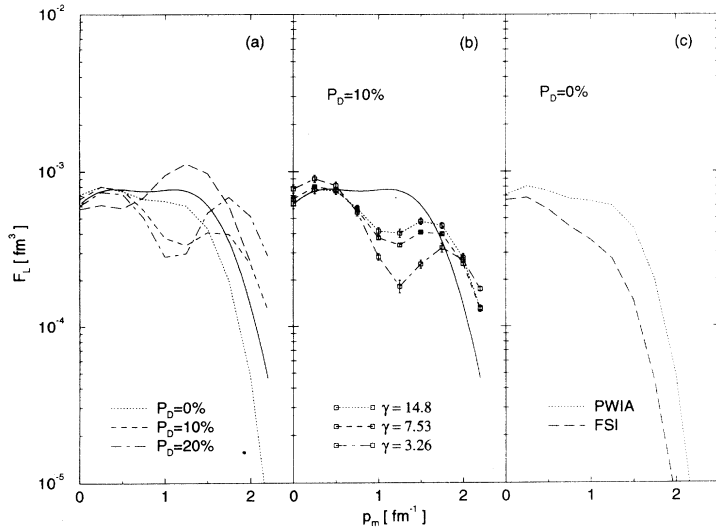 (a)
(b)
(c)
P_D=10%
P_D=0%
10^-2
10^-3
10^-4
10^-5
F_L [ fm^3 ]
P_D=0%
P_D=10%
P_D=20%
γ = 14.8
γ = 7.53
γ = 3.26
PWIA
FSI
0 1 2
0 1 2
0 1 2
p_m [ fm^-1 ]